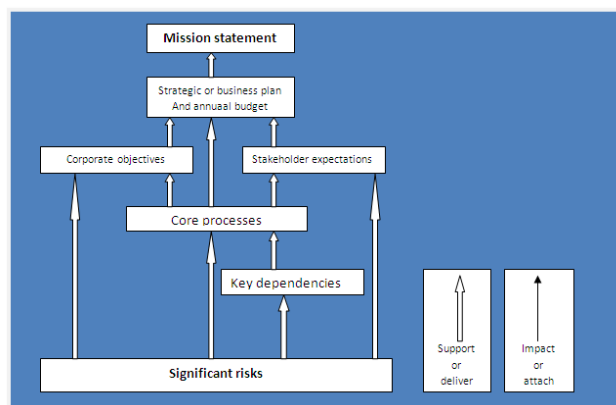 Mission statement
Strategic or business plan
And annuaal budget
Corporate objectives
Stakeholder expectations
Core processes
Key dependencies
Significant risks
Support
or
deliver
Impact
or
attach